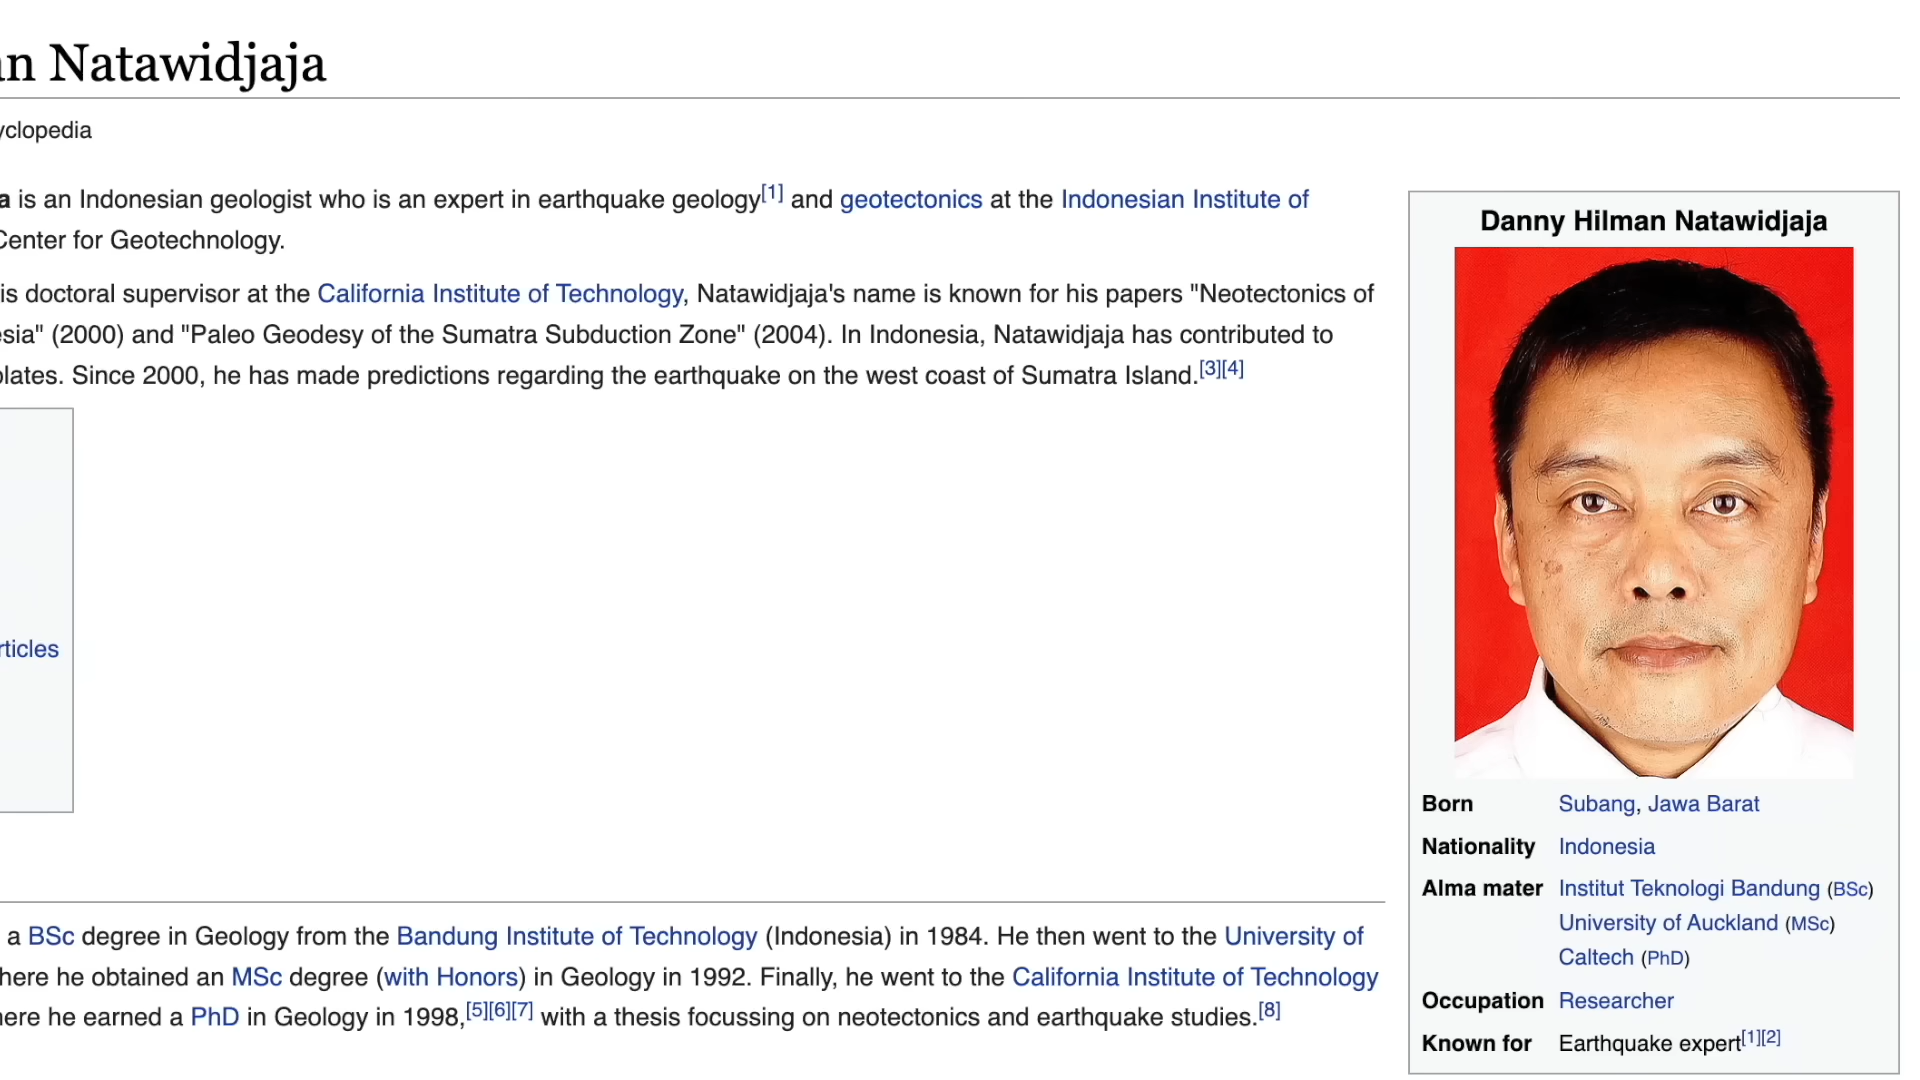 an Natawidjaja
yclopedia
a is an Indonesian geologist who is an expert in earthquake geology[1] and geotectonics at the Indonesian Institute of
Center for Geotechnology.
is doctoral supervisor at the California Institute of Technology, Natawidjaja's name is known for his papers "Neotectonics of
esia" (2000) and "Paleo Geodesy of the Sumatra Subduction Zone" (2004). In Indonesia, Natawidjaja has contributed to
plates. Since 2000, he has made predictions regarding the earthquake on the west coast of Sumatra Island.[3][4]
rticles
a BSc degree in Geology from the Bandung Institute of Technology (Indonesia) in 1984. He then went to the University of
here he obtained an MSc degree (with Honors) in Geology in 1992. Finally, he went to the California Institute of Technology
here he earned a PhD in Geology in 1998,[5][6][7] with a thesis focussing on neotectonics and earthquake studies.[8]
Danny Hilman Natawidjaja
Born Subang, Jawa Barat
Nationality Indonesia
Alma mater Institut Teknologi Bandung (BSc)
University of Auckland (MSc)
Caltech (PhD)
Occupation Researcher
Known for Earthquake expert[1][2]